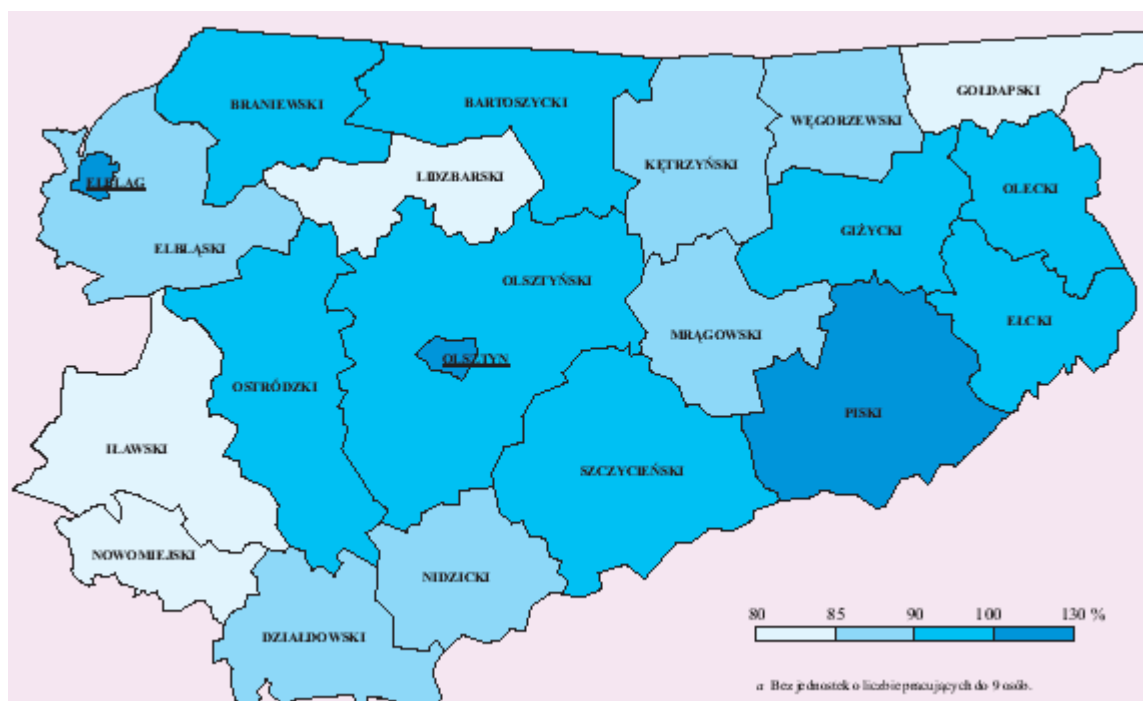 BRANIEWSKI
BARTOSZYCKI
GOŁDAPSKI
WĘGORZEWSKI
KĘTRZYŃSKI
LIDZBARSKI
ELBLĄG
OLECKI
GIŻYCKI
ELBLĄSKI
OLSZTYŃSKI
EŁCKI
MRĄGOWSKI
OLSZTYN
OSTRÓDZKI
PISKI
IŁAWSKI
SZCZYCIEŃSKI
NOWOMIEJSKI
NIDZICKI
DZIAŁDOWSKI
80 85 90 100 130 %
a Bez jednostek o liczbie pracujących do 9 osób.